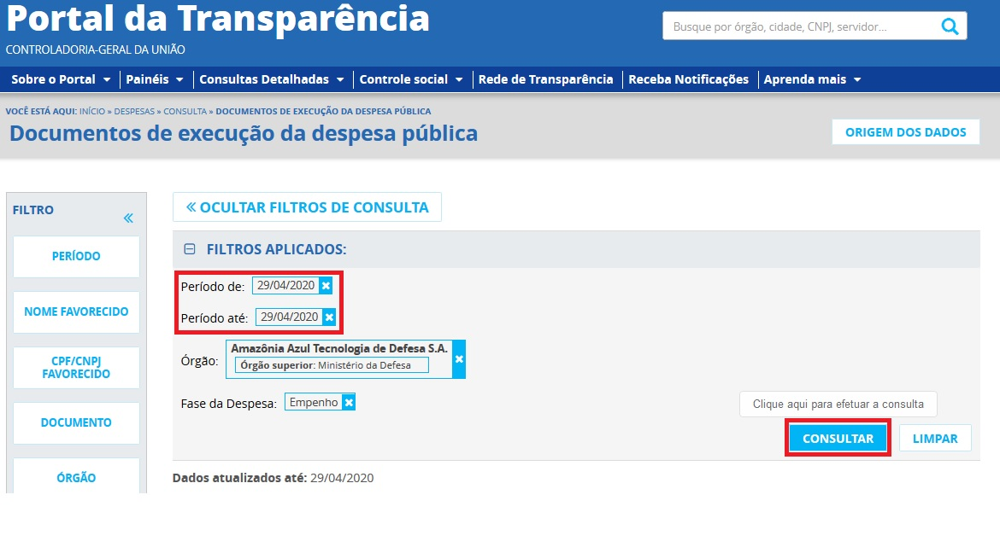 Portal da Transparência
CONTROLADORIA-GERAL DA UNIÃO
Busque por órgão, cidade, CNPJ, servidor...
Sobre o Portal Painéis Consultas Detalhadas Controle social Rede de Transparência Receba Notificações Aprenda mais
VOCÊ ESTÁ AQUI: INÍCIO » DESPESAS » CONSULTA » DOCUMENTOS DE EXECUÇÃO DA DESPESA PÚBLICA
Documentos de execução da despesa pública
ORIGEM DOS DADOS
FILTRO
PERÍODO
NOME FAVORECIDO
CPF/CNPJ
FAVORECIDO
DOCUMENTO
ÓRGÃO
OCULTAR FILTROS DE CONSULTA
FILTROS APLICADOS:
Período de: 29/04/2020
Período até: 29/04/2020
Amazônia Azul Tecnologia de Defesa S.A.
Órgão:
Órgão superior: Ministério da Defesa
Fase da Despesa: Empenho
Clique aqui para efetuar a consulta
CONSULTAR LIMPAR
Dados atualizados até: 29/04/2020